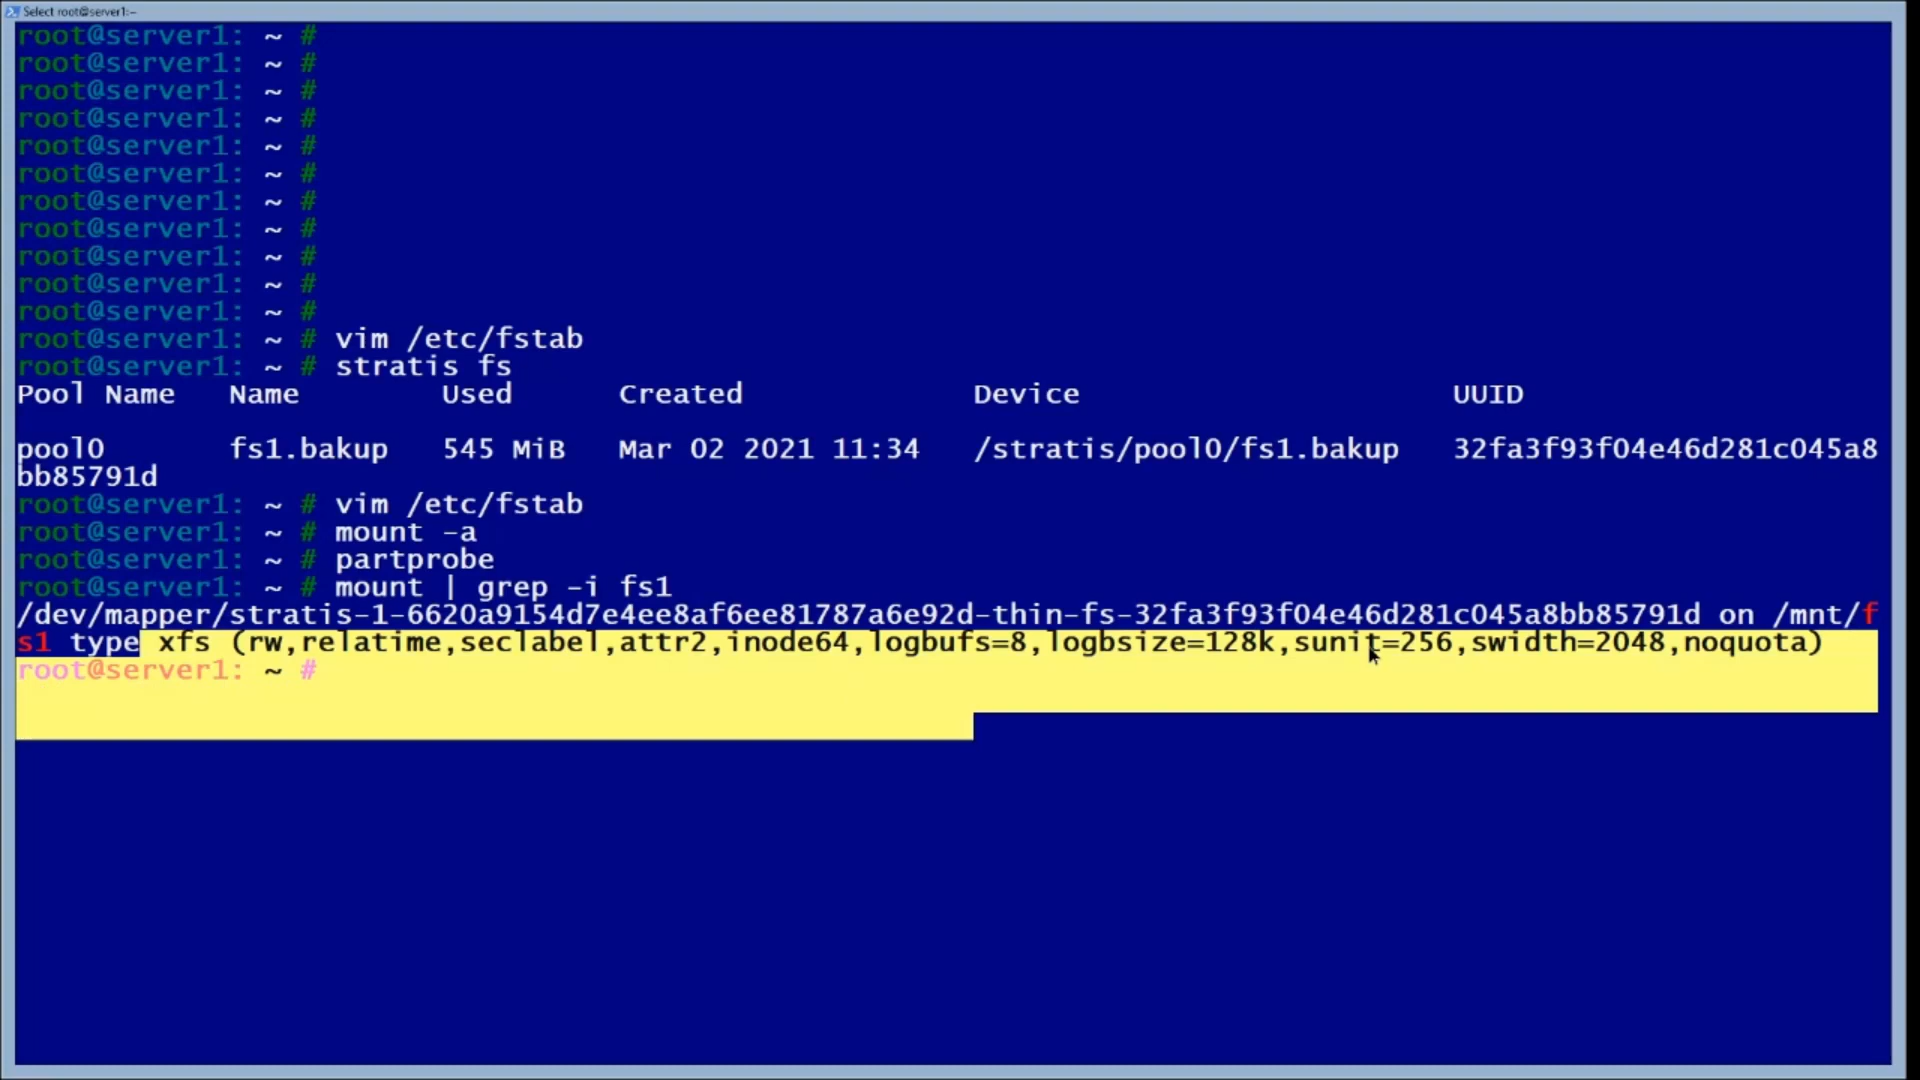 Select root@server1:~
root@server1: ~ #
root@server1: ~ #
root@server1: ~ #
root@server1: ~ #
root@server1: ~ #
root@server1: ~ #
root@server1: ~ #
root@server1: ~ #
root@server1: ~ #
root@server1: ~ #
root@server1: ~ #
root@server1: ~ # vim /etc/fstab
root@server1: ~ # stratis fs
Pool Name   Name        Used      Created             Device                     UUID
pool0       fs1.bakup   545 MiB   Mar 02 2021 11:34   /stratis/pool0/fs1.bakup   32fa3f93f04e46d281c045a8
bb85791d
root@server1: ~ # vim /etc/fstab
root@server1: ~ # mount -a
root@server1: ~ # partprobe
root@server1: ~ # mount | grep -i fs1
/dev/mapper/stratis-1-6620a9154d7e4ee8af6ee81787a6e92d-thin-fs-32fa3f93f04e46d281c045a8bb85791d on /mnt/f
s1 type xfs (rw,relatime,seclabel,attr2,inode64,logbufs=8,logbsize=128k,sunit=256,swidth=2048,noquota)
root@server1: ~ #